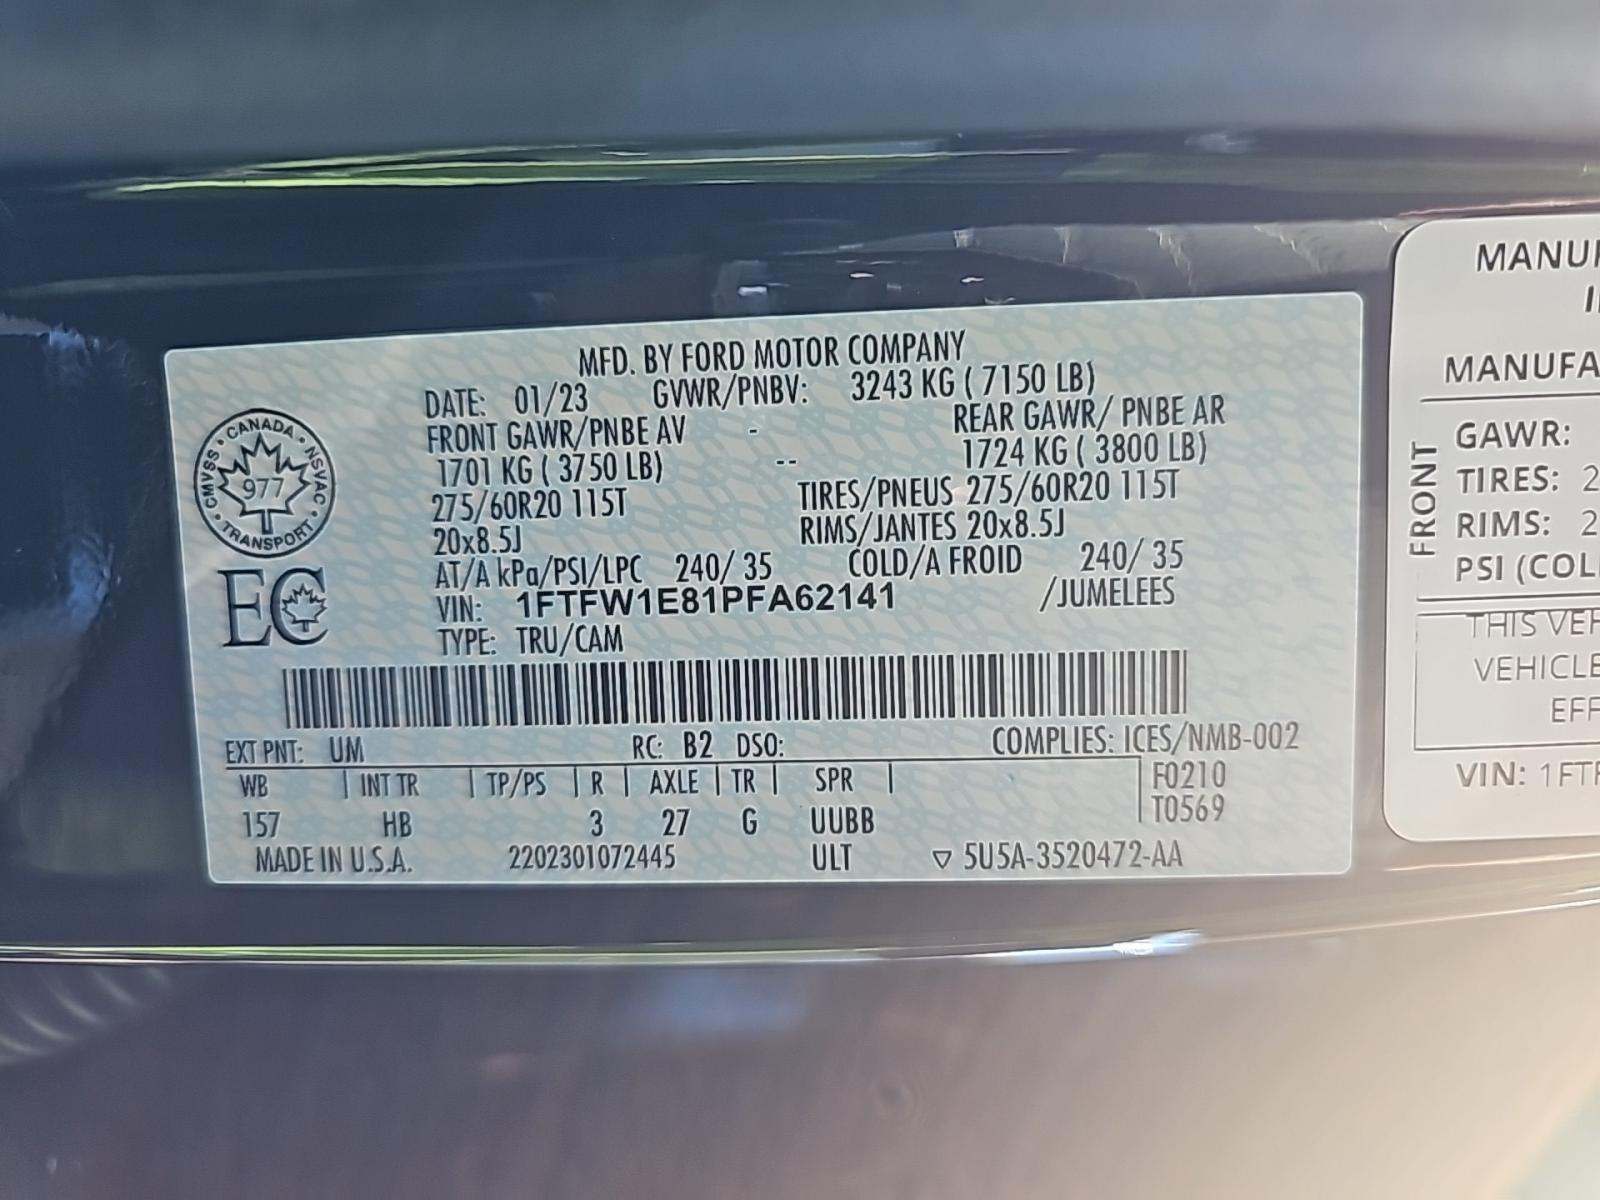 MFD. BY FORD MOTOR COMPANY
DATE: 01/23 GVWR/PNBV: 3243 KG ( 7150 LB)
FRONT GAWR/PNBE AV - REAR GAWR/ PNBE AR
1701 KG ( 3750 LB) -- 1724 KG ( 3800 LB)
275/60R20 115T TIRES/PNEUS 275/60R20 115T
20x8.5J RIMS/JANTES 20x8.5J
AT/A kPa/PSI/LPC 240/ 35 COLD/A FROID 240/ 35
VIN: 1FTFW1E81PFA62141 /JUMELEES
TYPE: TRU/CAM
CANADA
CMVSS
NSVAC
977
TRANSPORT
EC
EXT PNT: UM RC: B2 DSO: COMPLIES: ICES/NMB-002
WB | INT TR | TP/PS | R | AXLE | TR | SPR | F0210
157 HB 3 27 G UUBB T0569
MADE IN U.S.A. 2202301072445 ULT ▽ 5U5A-3520472-AA
MANUF
MANUFA
FRONT
GAWR:
TIRES: 2
RIMS: 2
PSI (COL
THIS VEH
VEHICLE
EFF
VIN: 1FTF